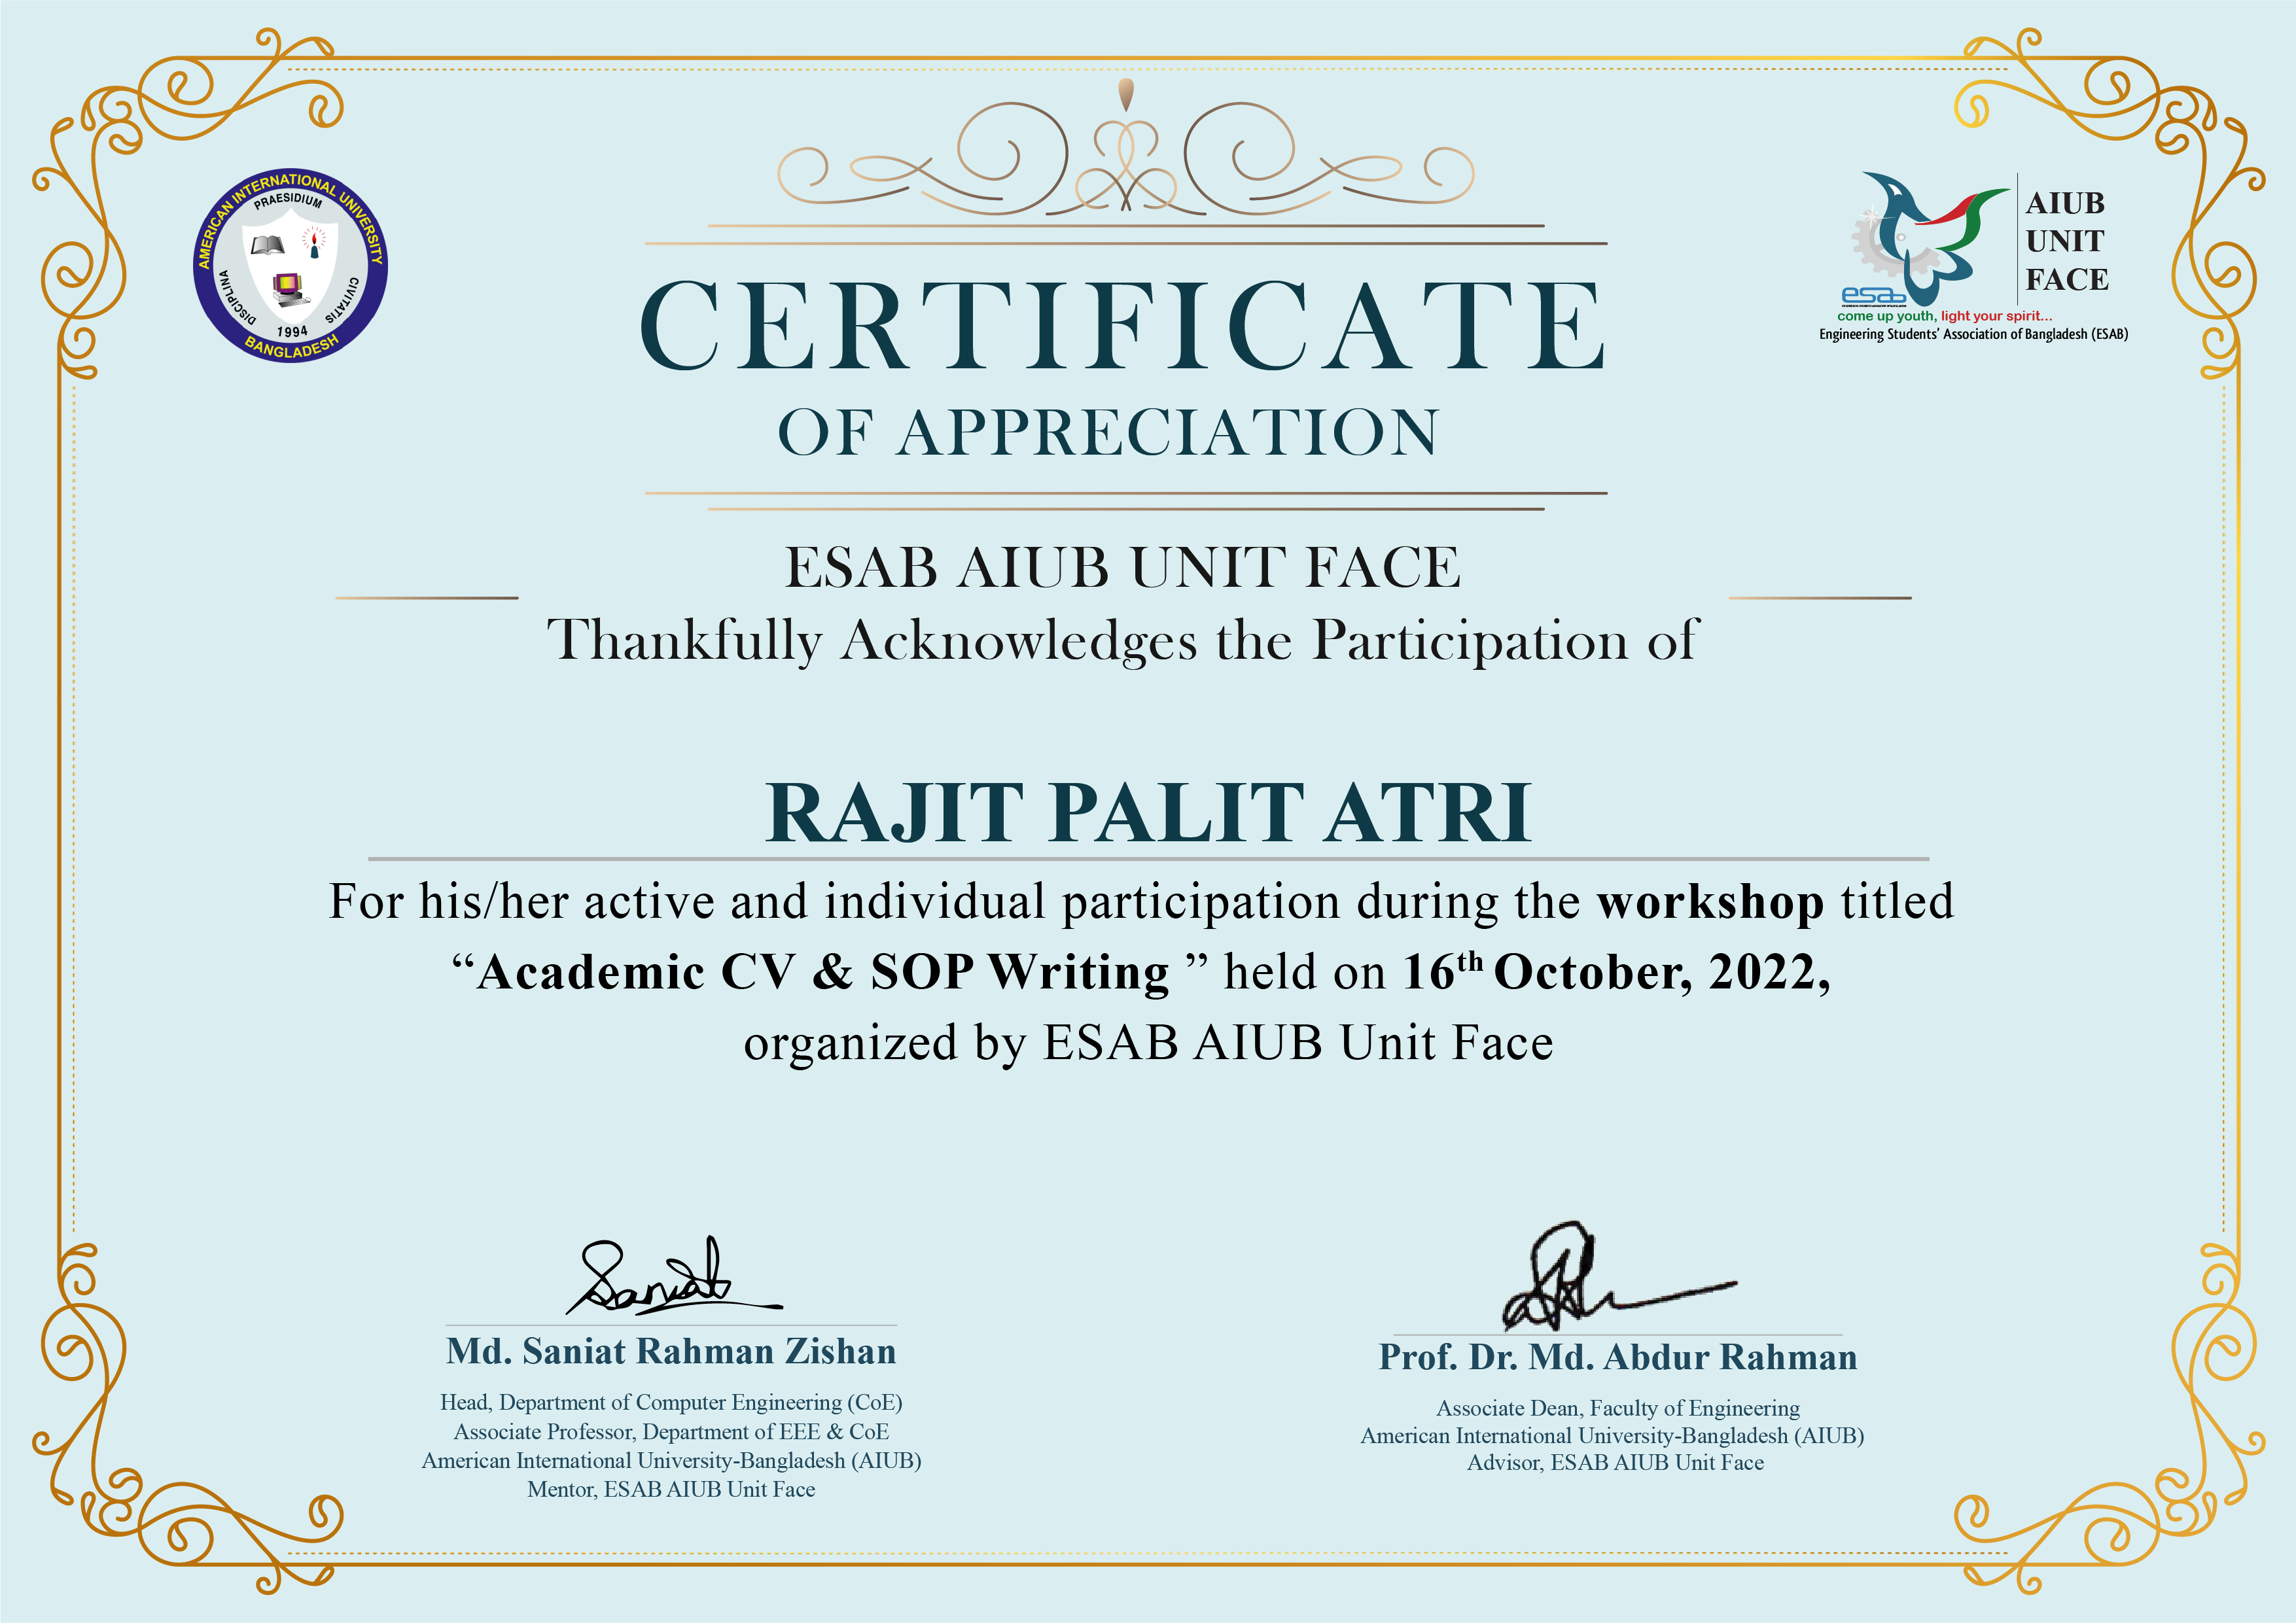 AMERICAN INTERNATIONAL UNIVERSITY
PRAESIDIUM
DISCIPLINA
CIVITATIS
1994
BANGLADESH
AIUB
UNIT
FACE
esab
come up youth, light your spirit...
Engineering Students' Association of Bangladesh (ESAB)
CERTIFICATE
OF APPRECIATION
ESAB AIUB UNIT FACE
Thankfully Acknowledges the Participation of
RAJIT PALIT ATRI
For his/her active and individual participation during the workshop titled
“Academic CV & SOP Writing ” held on 16th October, 2022,
organized by ESAB AIUB Unit Face
Saniat
Md. Saniat Rahman Zishan
Head, Department of Computer Engineering (CoE)
Associate Professor, Department of EEE & CoE
American International University-Bangladesh (AIUB)
Mentor, ESAB AIUB Unit Face
Prof. Dr. Md. Abdur Rahman
Associate Dean, Faculty of Engineering
American International University-Bangladesh (AIUB)
Advisor, ESAB AIUB Unit Face